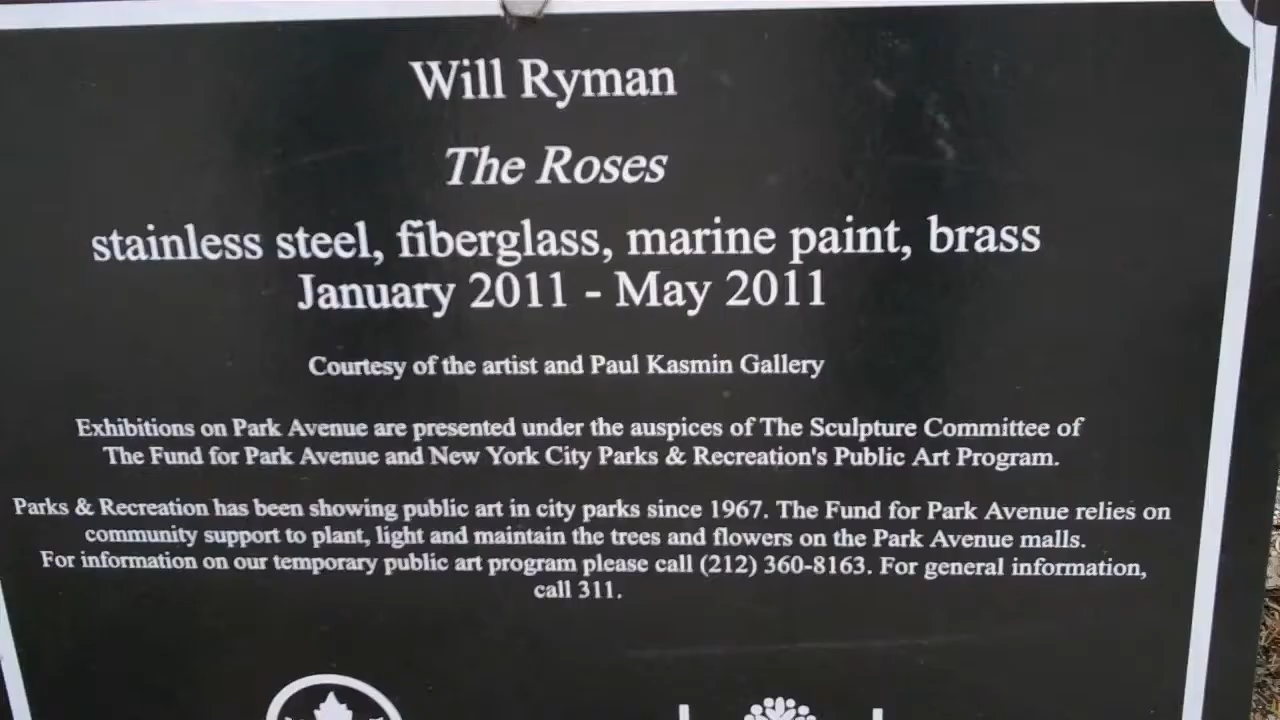 Will Ryman
The Roses
stainless steel, fiberglass, marine paint, brass
January 2011 - May 2011
Courtesy of the artist and Paul Kasmin Gallery
Exhibitions on Park Avenue are presented under the auspices of The Sculpture Committee of
The Fund for Park Avenue and New York City Parks & Recreation's Public Art Program.
Parks & Recreation has been showing public art in city parks since 1967. The Fund for Park Avenue relies on
community support to plant, light and maintain the trees and flowers on the Park Avenue malls.
For information on our temporary public art program please call (212) 360-8163. For general information,
call 311.